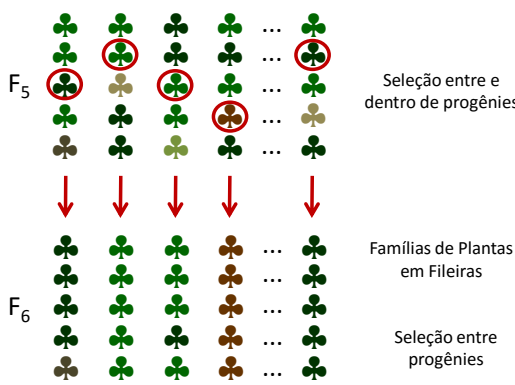 ...
...
F5
...
Seleção entre e
dentro de progênies
...
...
...
Famílias de Plantas
em Fileiras
...
F6
...
...
Seleção entre
progênies
...